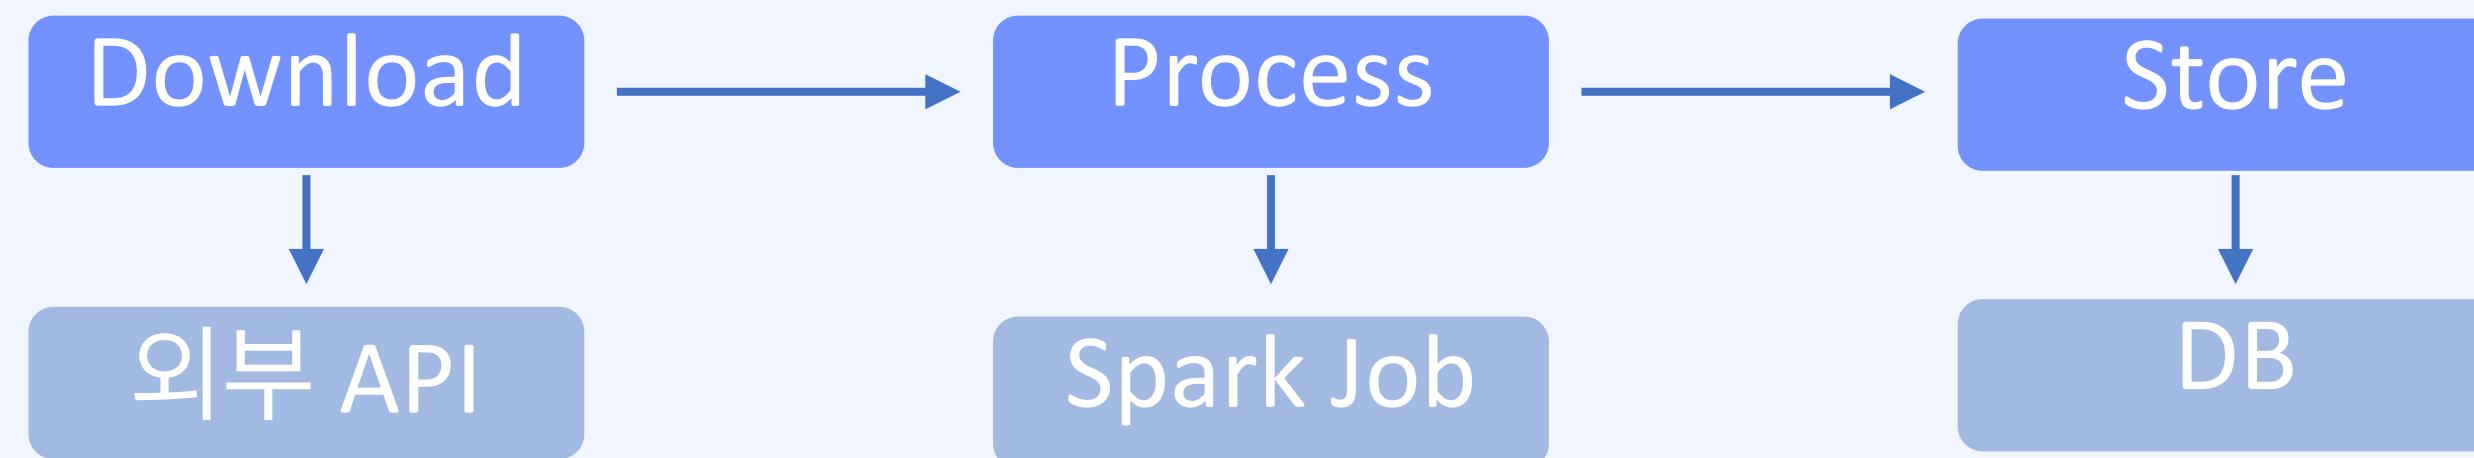 Download
Process
Store
외부 API
Spark Job
DB